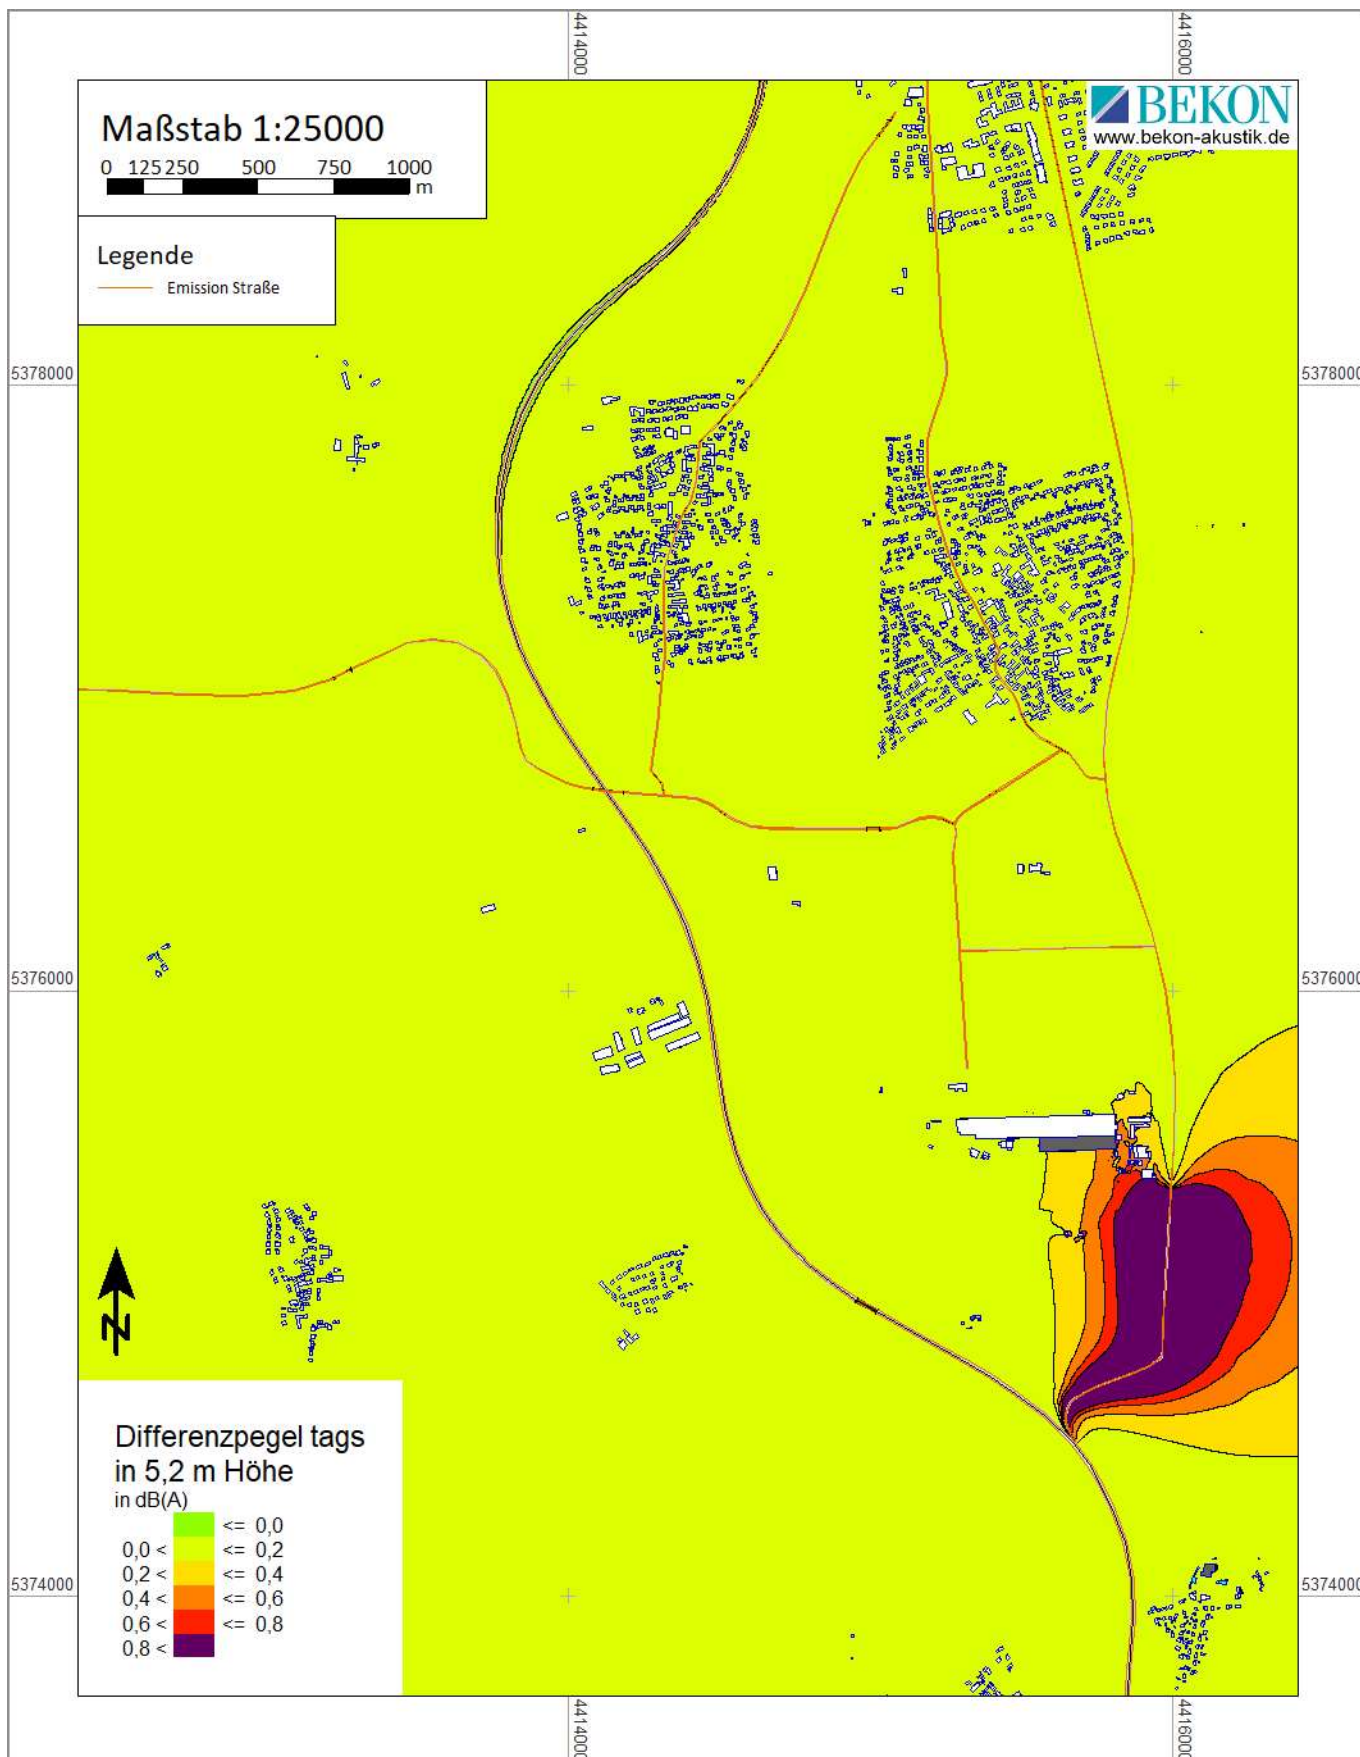 4414000
4416000
Maßstab 1:25000
0 125 250 500 750 1000
m
BEKON
www.bekon-akustik.de
Legende
Emission Straße
5378000
5378000
5376000
5376000
N
Differenzpegel tags
in 5,2 m Höhe
in dB(A)
<= 0,0
0,0 < <= 0,2
0,2 < <= 0,4
0,4 < <= 0,6
0,6 < <= 0,8
0,8 <
5374000
5374000
4414000
4416000